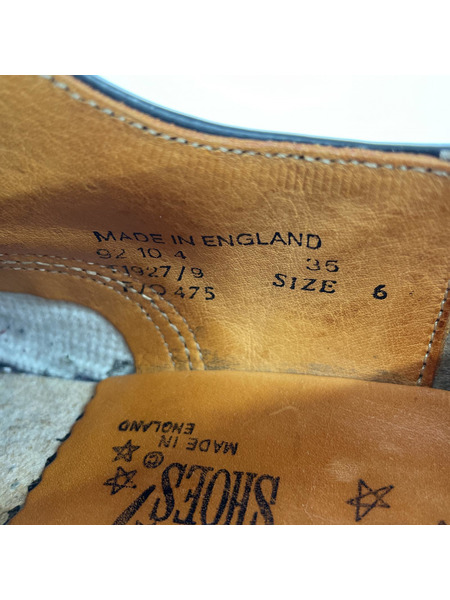 MADE IN ENGLAND
92 10 4 35
1927/9 SIZE 6
475
MADE IN
ENGLAND
©
SHOES